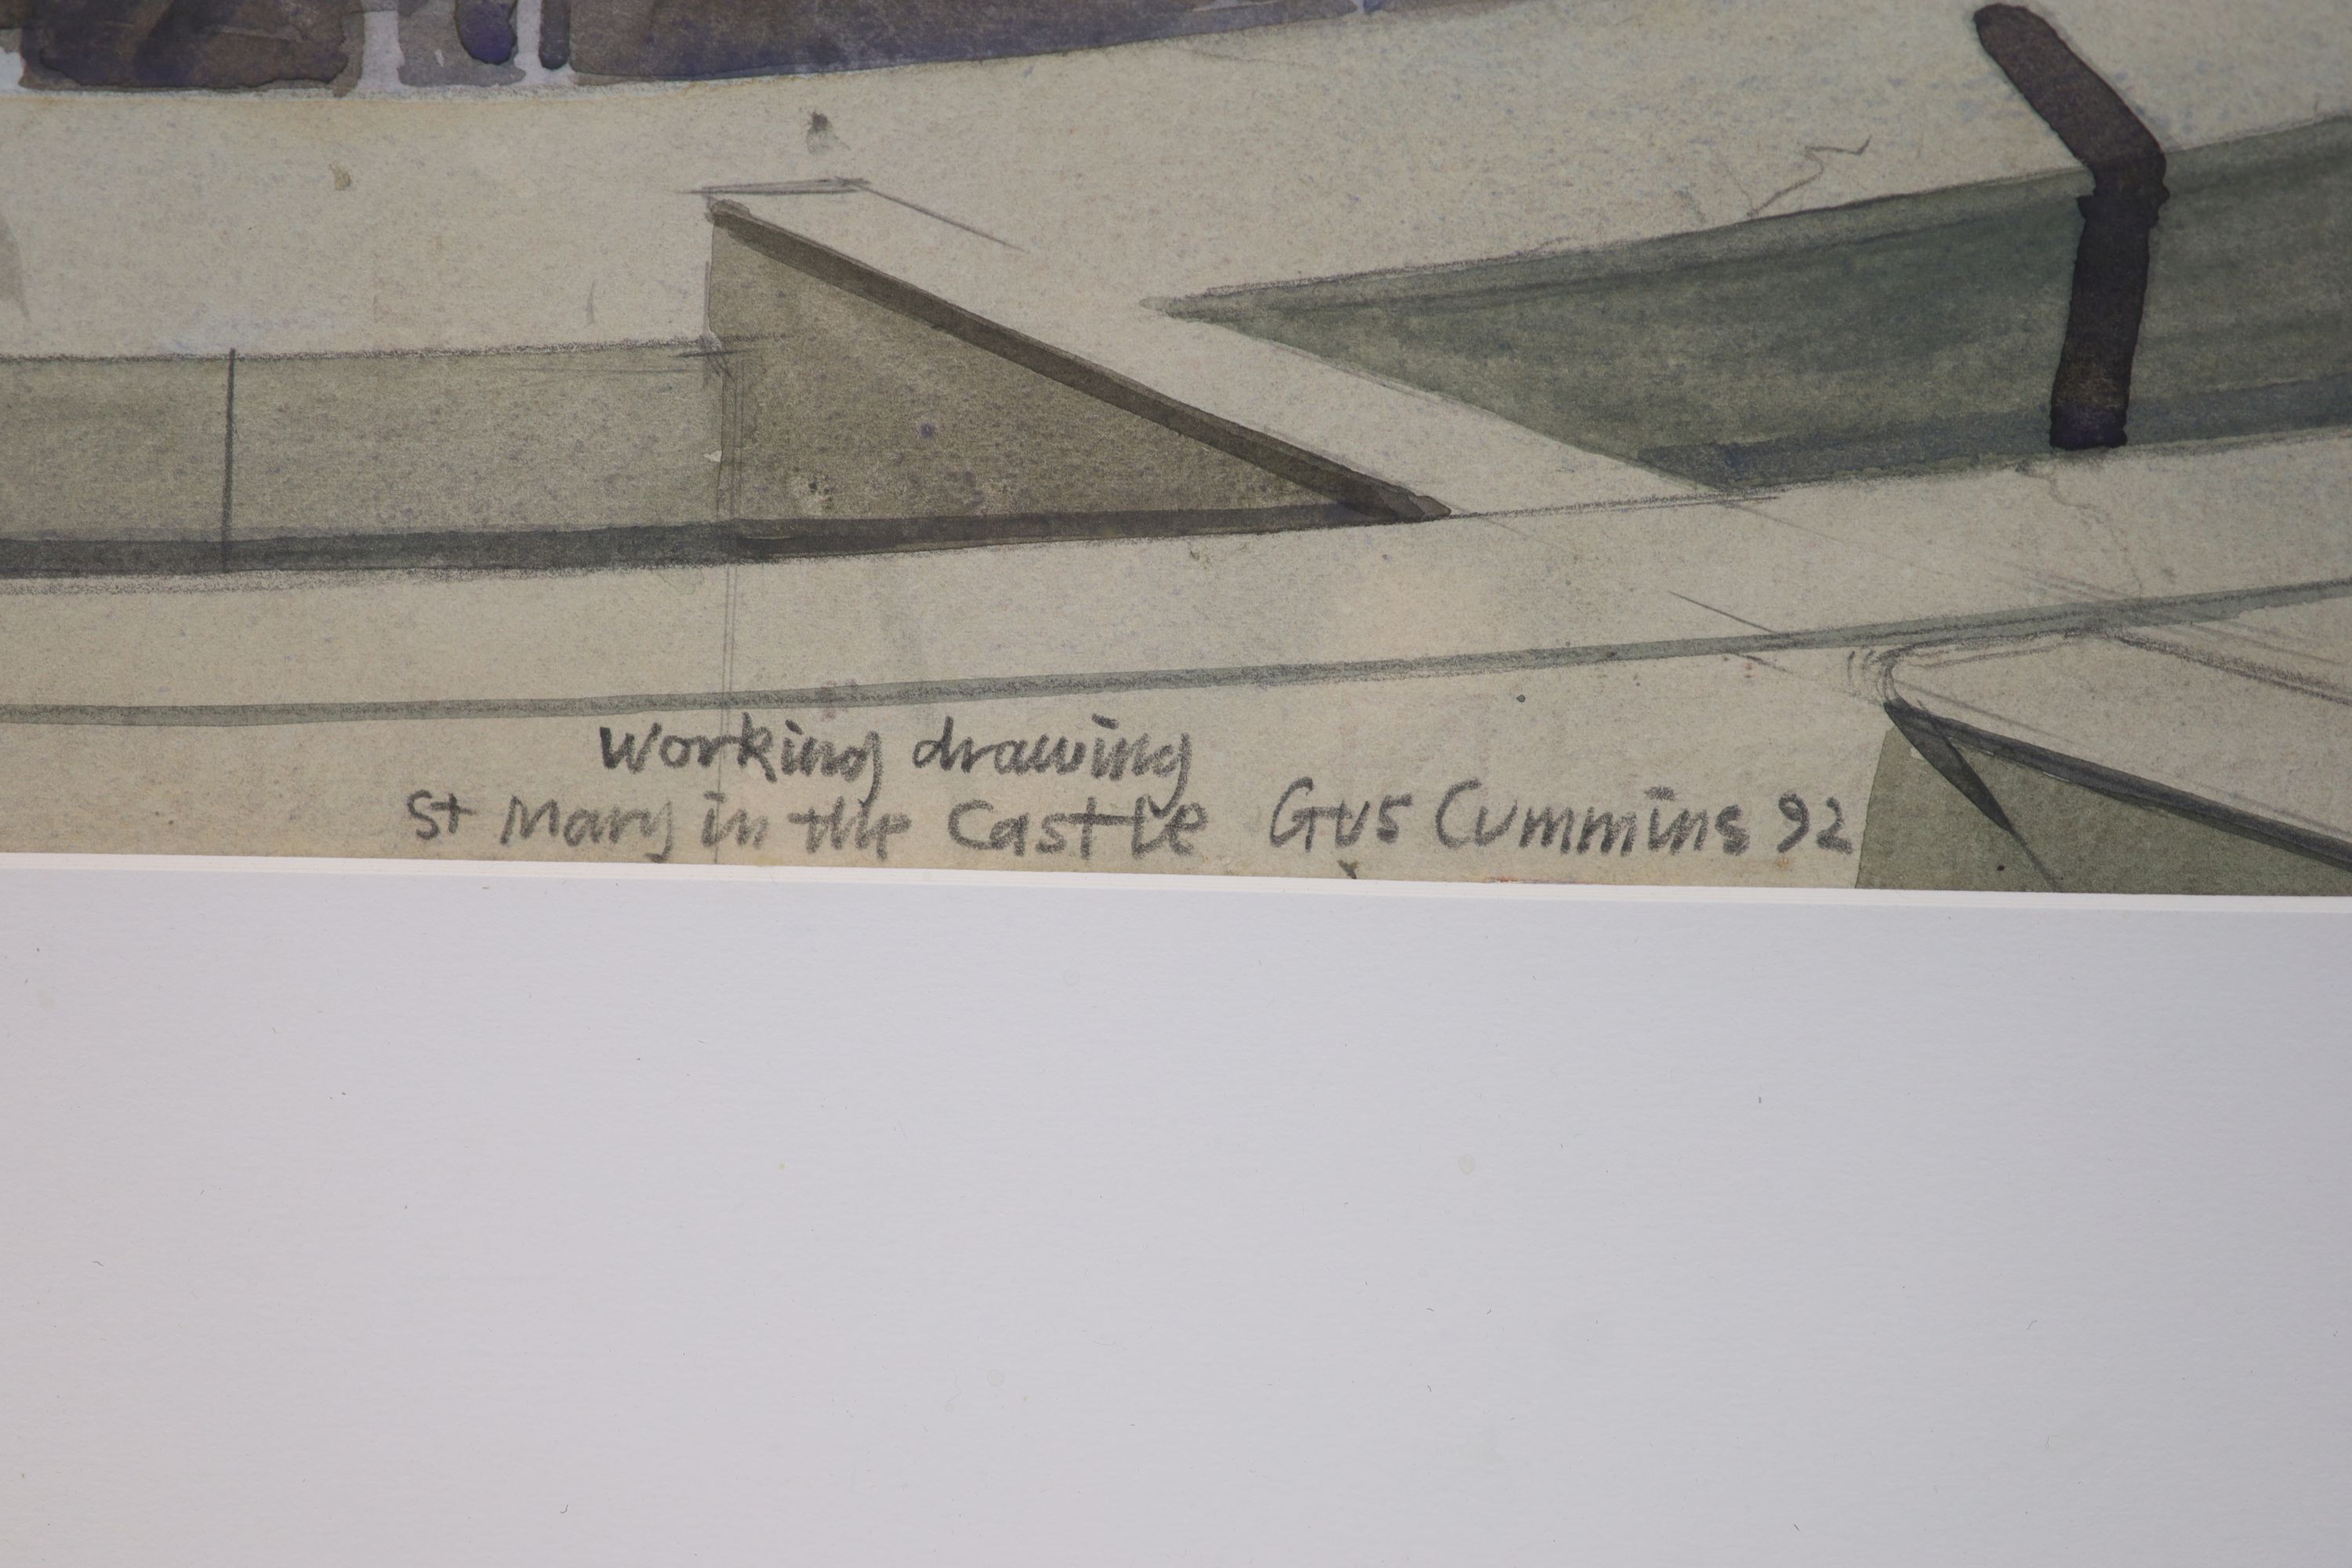 Working drawing
St Mary in the Castle Gus Cummins 92